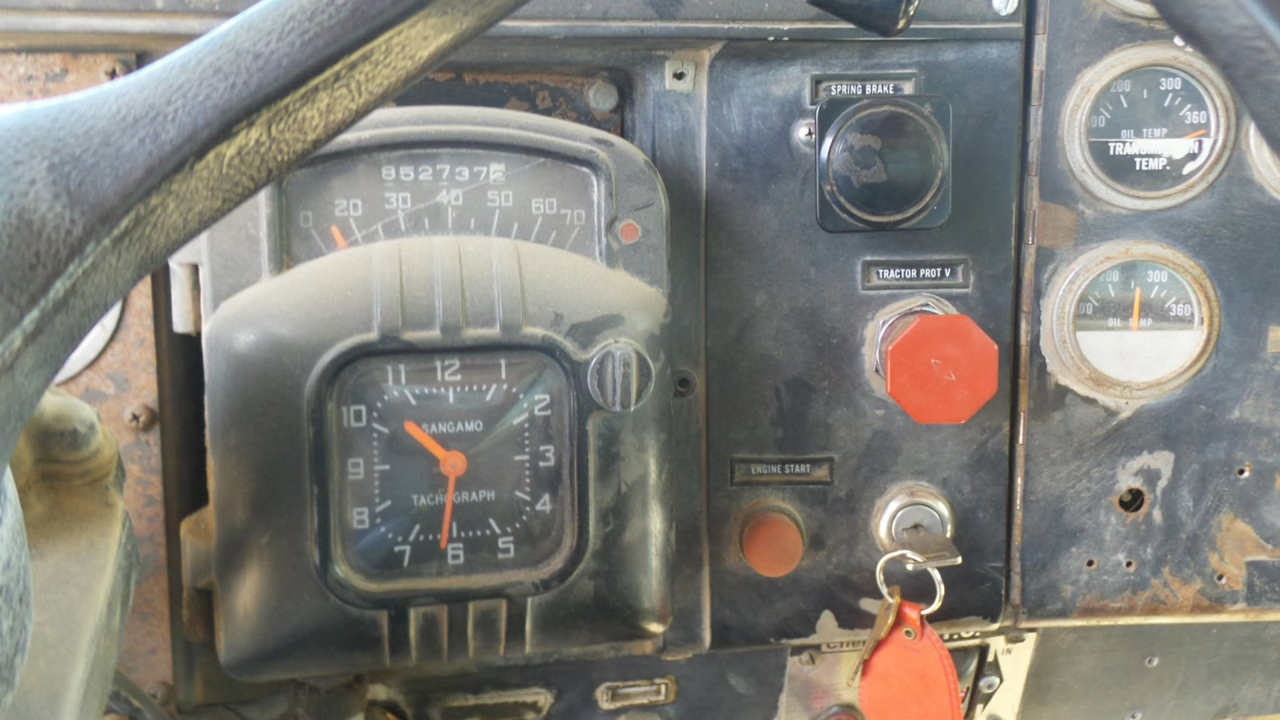 SPRING BRAKE
852737
0 20 30 40 50 60 70
TRACTOR PROT V
11 12 1
10 2
SANGAMO
9 3
TACHOGRAPH
8 4
7 6 5
ENGINE START
200 300
360
OIL TEMP
TRANSMISSION
TEMP.
200 300
360
OIL TEMP
IN